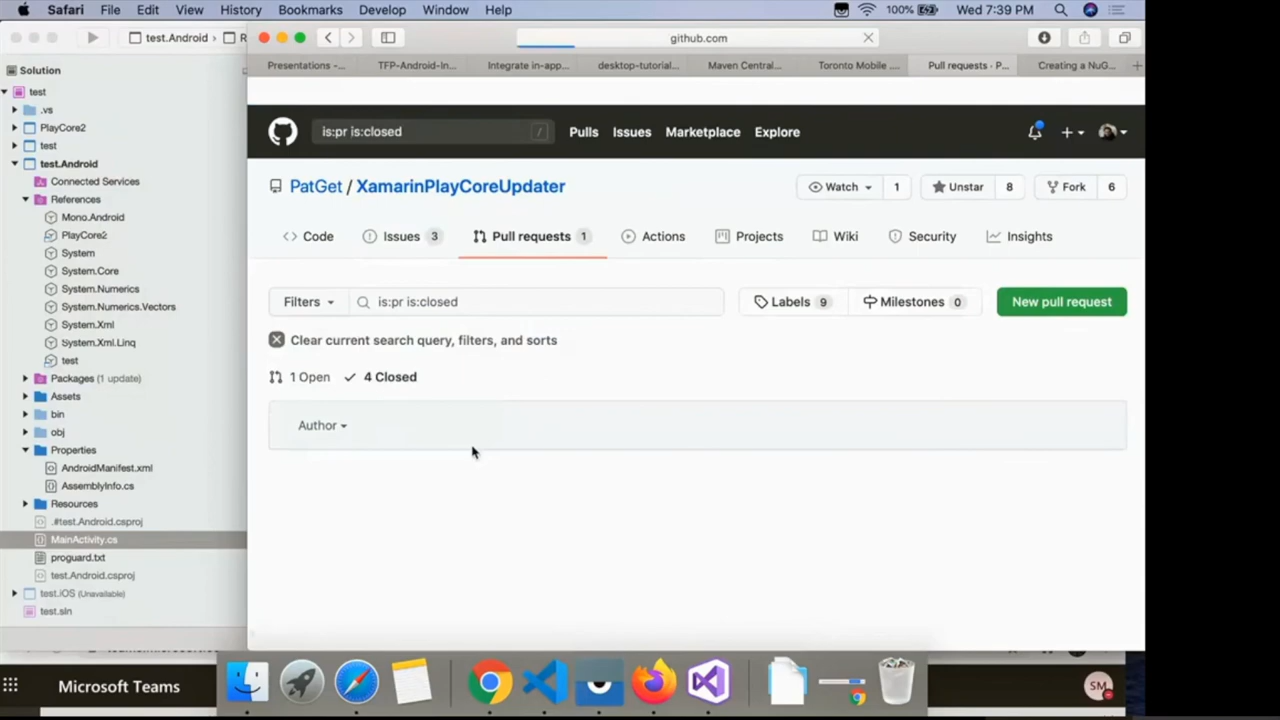 Safari File Edit View History Bookmarks Develop Window Help 100% Wed 7:39 PM
test.Android › R
github.com
Presentations -... TFP-Android-In... Integrate in-app... desktop-tutorial... Maven Central... Toronto Mobile ... Pull requests · P... Creating a NuG...
Solution
test
.vs
PlayCore2
test
test.Android
Connected Services
References
Mono.Android
PlayCore2
System
System.Core
System.Numerics
System.Numerics.Vectors
System.Xml
System.Xml.Linq
test
Packages (1 update)
Assets
bin
obj
Properties
AndroidManifest.xml
AssemblyInfo.cs
Resources
.#test.Android.csproj
MainActivity.cs
proguard.txt
test.Android.csproj
test.iOS (Unavailable)
test.sln
is:pr is:closed / Pulls Issues Marketplace Explore
PatGet / XamarinPlayCoreUpdater Watch 1 Unstar 8 Fork 6
Code Issues 3 Pull requests 1 Actions Projects Wiki Security Insights
Filters is:pr is:closed Labels 9 Milestones 0 New pull request
Clear current search query, filters, and sorts
1 Open 4 Closed
Author
Microsoft Teams SM